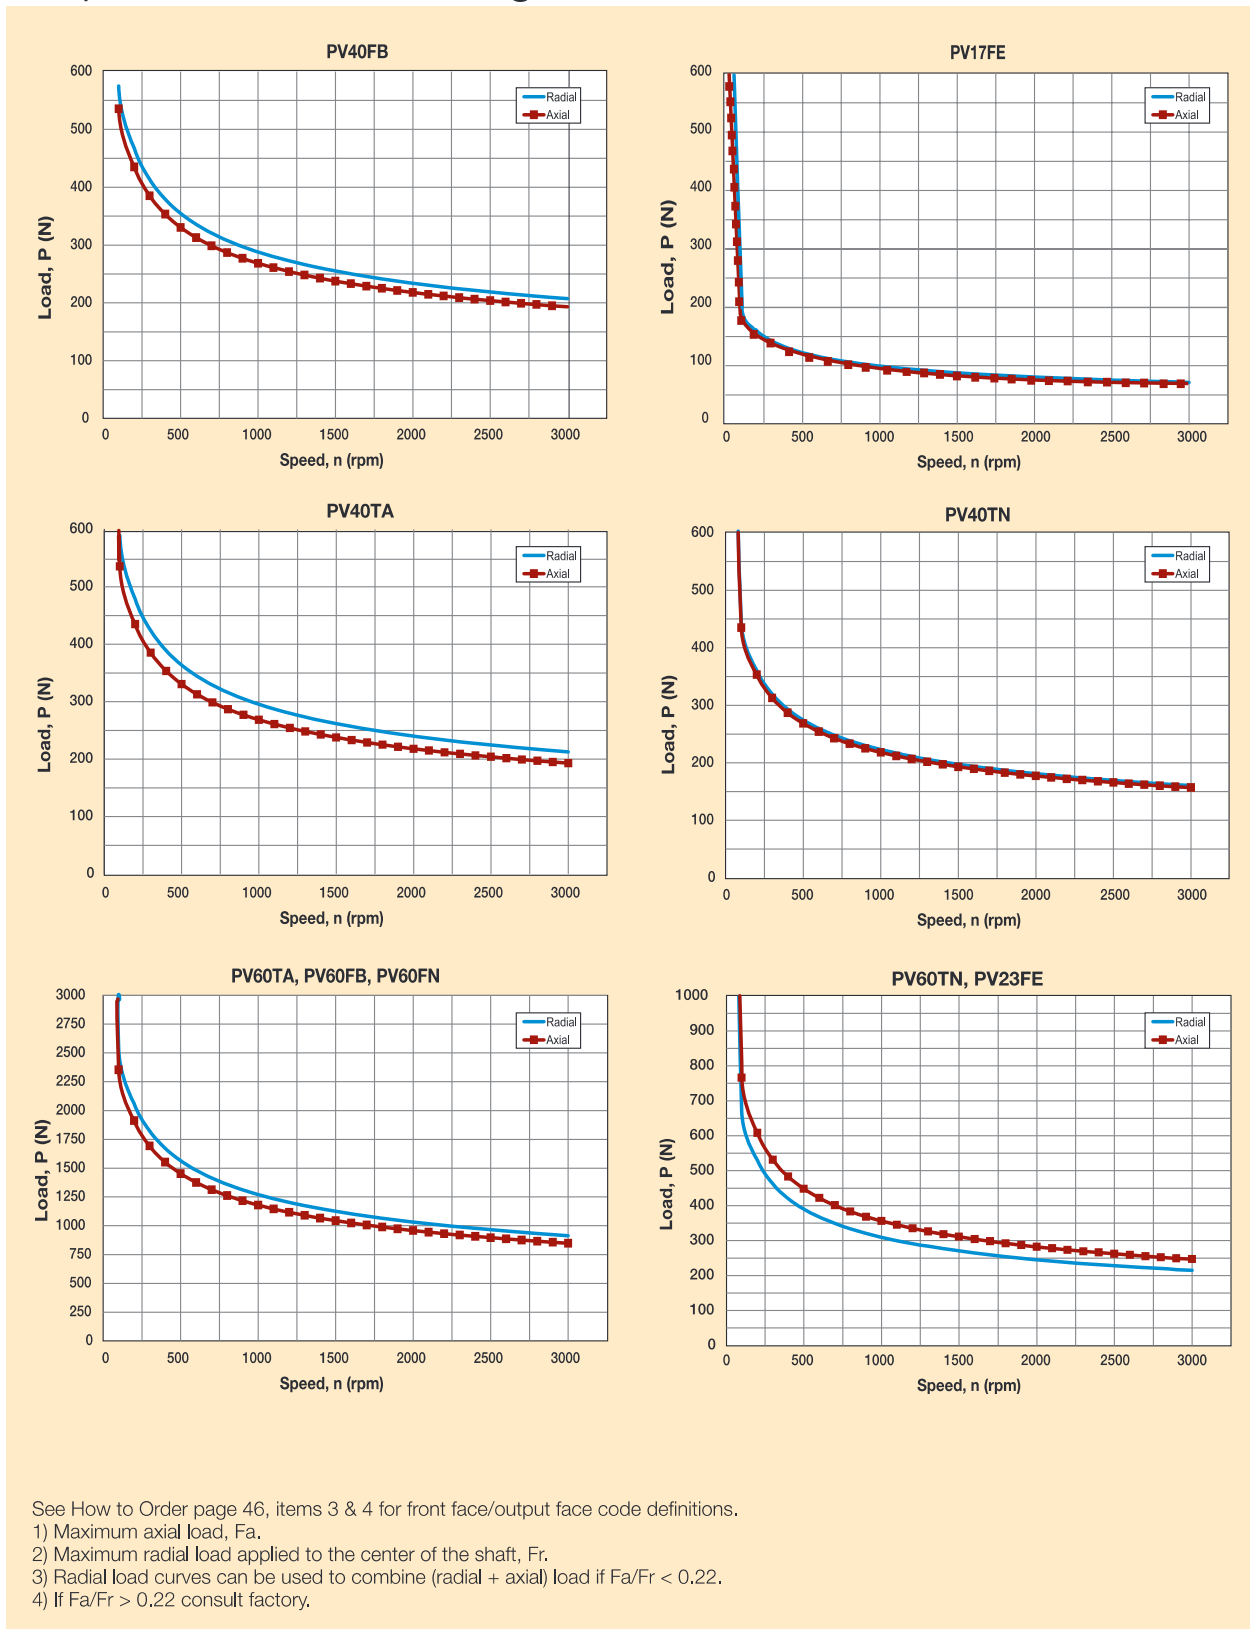 PV40FB
600
500
400
300
200
100
0
Load, P (N)
Radial
Axial
0 500 1000 1500 2000 2500 3000
Speed, n (rpm)
PV17FE
600
500
400
300
200
100
0
Load, P (N)
Radial
Axial
0 500 1000 1500 2000 2500 3000
Speed, n (rpm)
PV40TA
600
500
400
300
200
100
0
Load, P (N)
Radial
Axial
0 500 1000 1500 2000 2500 3000
Speed, n (rpm)
PV40TN
600
500
400
300
200
100
0
Load, P (N)
Radial
Axial
0 500 1000 1500 2000 2500 3000
Speed, n (rpm)
PV60TA, PV60FB, PV60FN
3000
2750
2500
2250
2000
1750
1500
1250
1000
750
500
250
0
Load, P (N)
Radial
Axial
0 500 1000 1500 2000 2500 3000
Speed, n (rpm)
PV60TN, PV23FE
1000
900
800
700
600
500
400
300
200
100
0
Load, P (N)
Radial
Axial
0 500 1000 1500 2000 2500 3000
Speed, n (rpm)
See How to Order page 46, items 3 & 4 for front face/output face code definitions.
1) Maximum axial load, Fa.
2) Maximum radial load applied to the center of the shaft, Fr.
3) Radial load curves can be used to combine (radial + axial) load if Fa/Fr < 0.22.
4) If Fa/Fr > 0.22 consult factory.